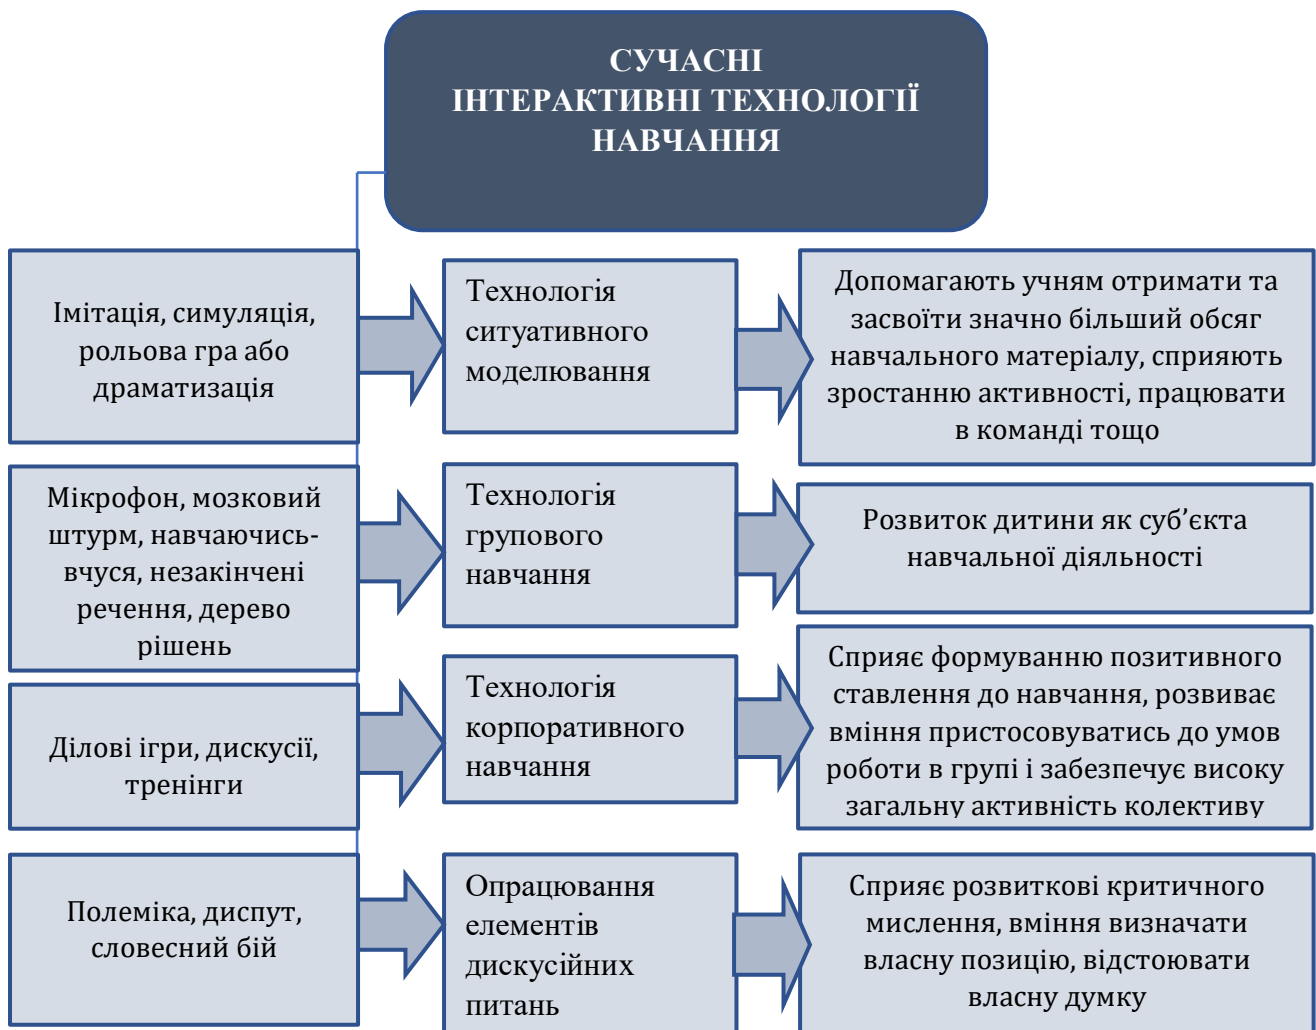 СУЧАСНІ
ІНТЕРАКТИВНІ ТЕХНОЛОГІЇ
НАВЧАННЯ
Імітація, симуляція,
рольова гра або
драматизація
Технологія
ситуативного
моделювання
Допомагають учням отримати та
засвоїти значно більший обсяг
навчального матеріалу, сприяють
зростанню активності, працювати
в команді тощо
Мікрофон, мозковий
штурм, навчаючись-
вчуся, незакінчені
речення, дерево
рішень
Технологія
групового
навчання
Розвиток дитини як суб’єкта
навчальної діяльності
Ділові ігри, дискусії,
тренінги
Технологія
корпоративного
навчання
Сприяє формуванню позитивного
ставлення до навчання, розвиває
вміння пристосовуватись до умов
роботи в групі і забезпечує високу
загальну активність колективу
Полеміка, диспут,
словесний бій
Опрацювання
елементів
дискусійних
питань
Сприяє розвиткові критичного
мислення, вміння визначати
власну позицію, відстоювати
власну думку